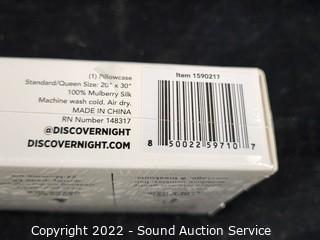 (1) Pillowcase
Standard/Queen Size: 20" x 30"
100% Mulberry Silk
Machine wash cold. Air dry.
MADE IN CHINA
RN Number 148317
@DISCOVERNIGHT
DISCOVERNIGHT.COM
Item 1590217
8 50022 59710 7
Copyright 2022 - Sound Auction Service